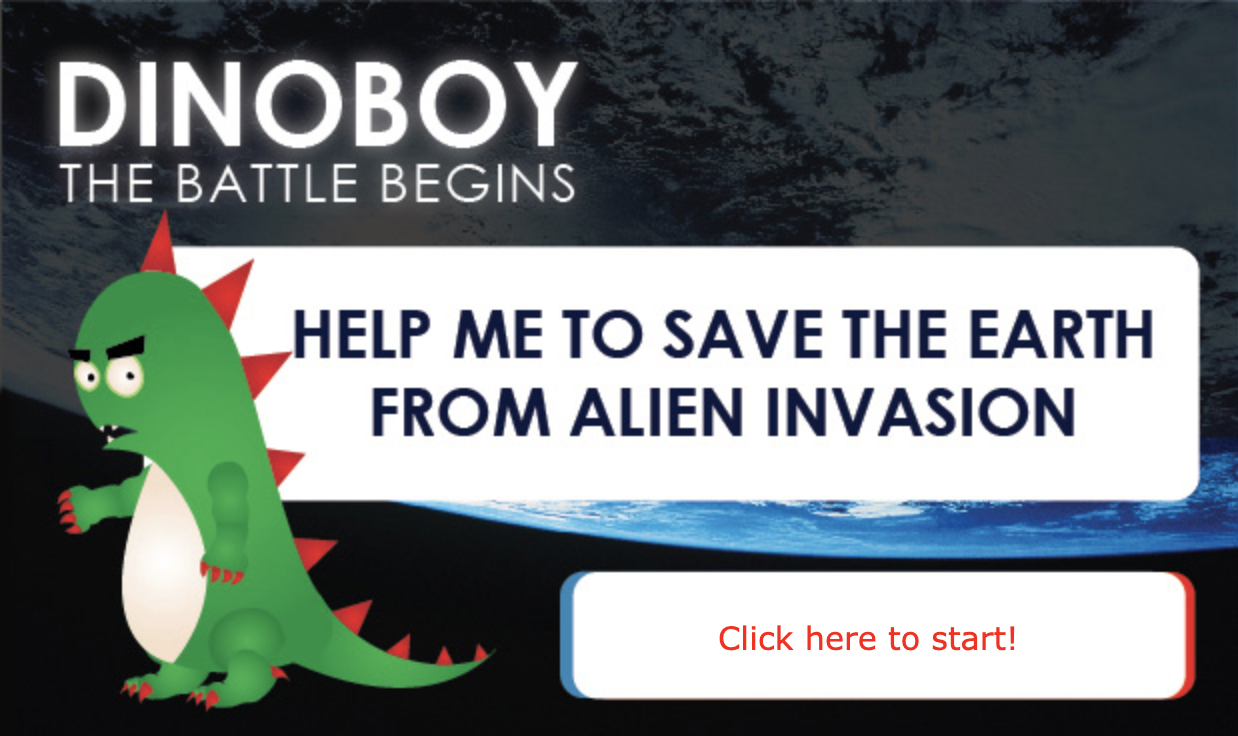 DINOBOY
THE BATTLE BEGINS
HELP ME TO SAVE THE EARTH
FROM ALIEN INVASION
Click here to start!